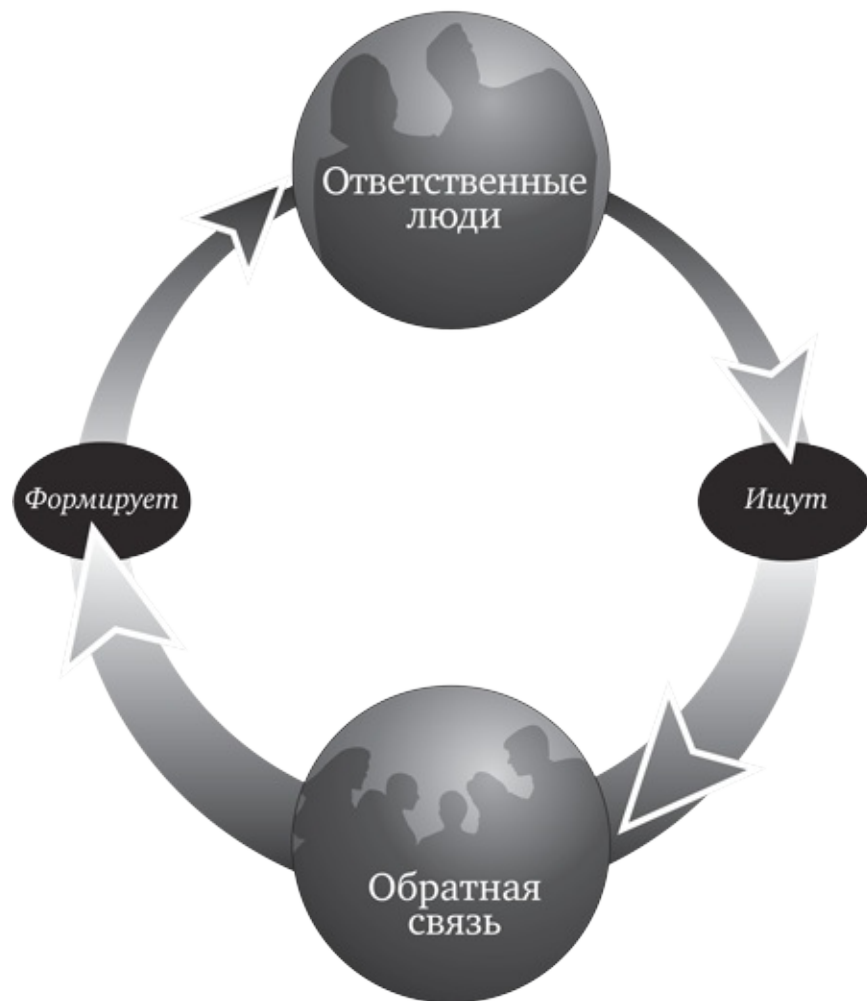 Ответственные
люди
Формирует
Ищут
Обратная
связь